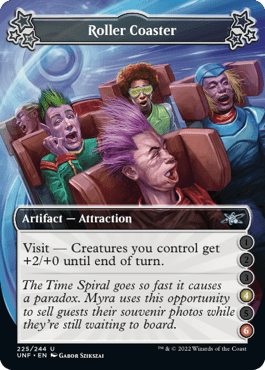 Roller Coaster
Artifact — Attraction
Visit — Creatures you control get
+2/+0 until end of turn.
The Time Spiral goes so fast it causes
a paradox. Myra uses this opportunity
to sell guests their souvenir photos while
they're still waiting to board.
1
2
3
4
5
6
225/244 U
UNF • EN GABOR SZIKSZAI
™ & © 2022 Wizards of the Coast